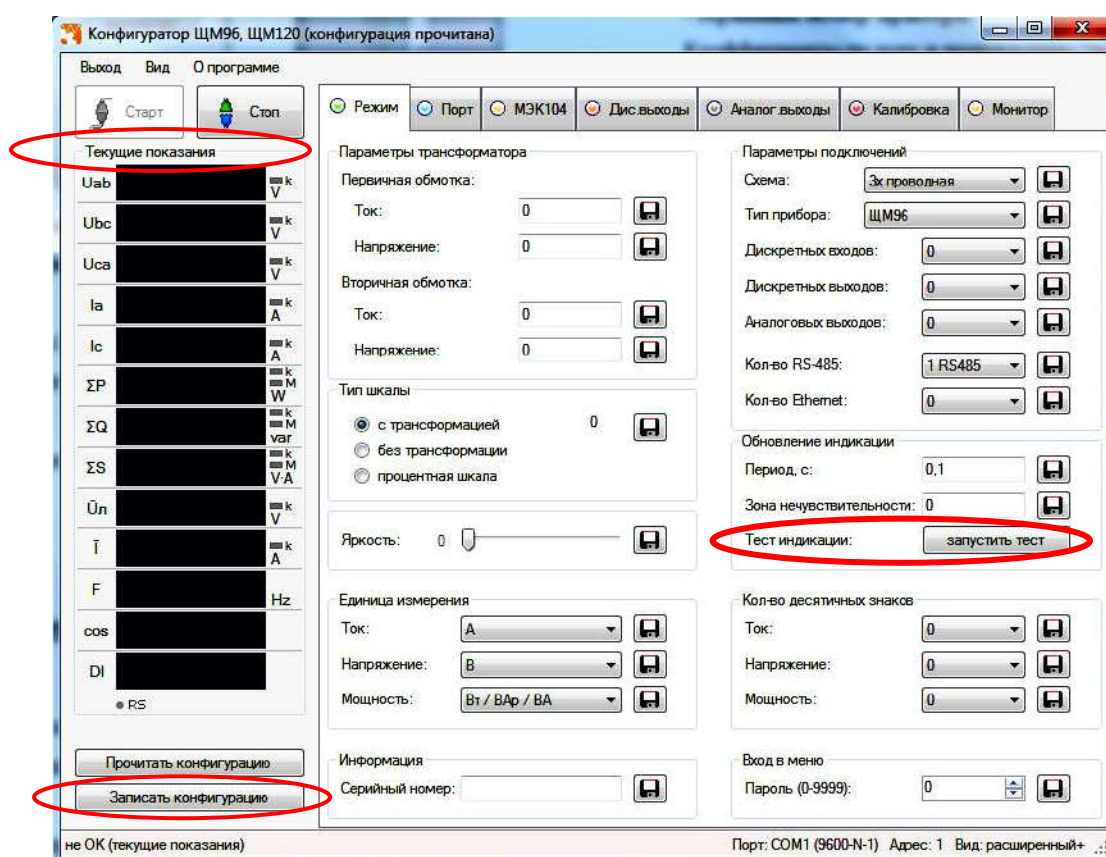 Конфигуратор ЩМ96, ЩМ120 (конфигурация прочитана)
Выход Вид О программе
Старт Стоп
Режим Порт МЭК104 Дис.выходы Аналог.выходы Калибровка Монитор
Текущие показания
Uab k V
Ubc k V
Uca k V
Ia k A
Ic k A
ΣP k M W
ΣQ k M var
ΣS k M V·A
Ūл k V
Ī k A
F Hz
cos
DI
RS
Прочитать конфигурацию
Записать конфигурацию
Параметры трансформатора
Первичная обмотка:
Ток: 0
Напряжение: 0
Вторичная обмотка:
Ток: 0
Напряжение: 0
Тип шкалы
с трансформацией 0
без трансформации
процентная шкала
Яркость: 0
Единица измерения
Ток: А
Напряжение: В
Мощность: Вт / ВАр / ВА
Информация
Серийный номер:
Параметры подключений
Схема: 3х проводная
Тип прибора: ЩМ96
Дискретных входов: 0
Дискретных выходов: 0
Аналоговых выходов: 0
Кол-во RS-485: 1 RS485
Кол-во Ethernet: 0
Обновление индикации
Период, с: 0,1
Зона нечувствительности: 0
Тест индикации: запустить тест
Кол-во десятичных знаков
Ток: 0
Напряжение: 0
Мощность: 0
Вход в меню
Пароль (0-9999): 0
не ОК (текущие показания) Порт: COM1 (9600-N-1) Адрес: 1 Вид: расширенный+